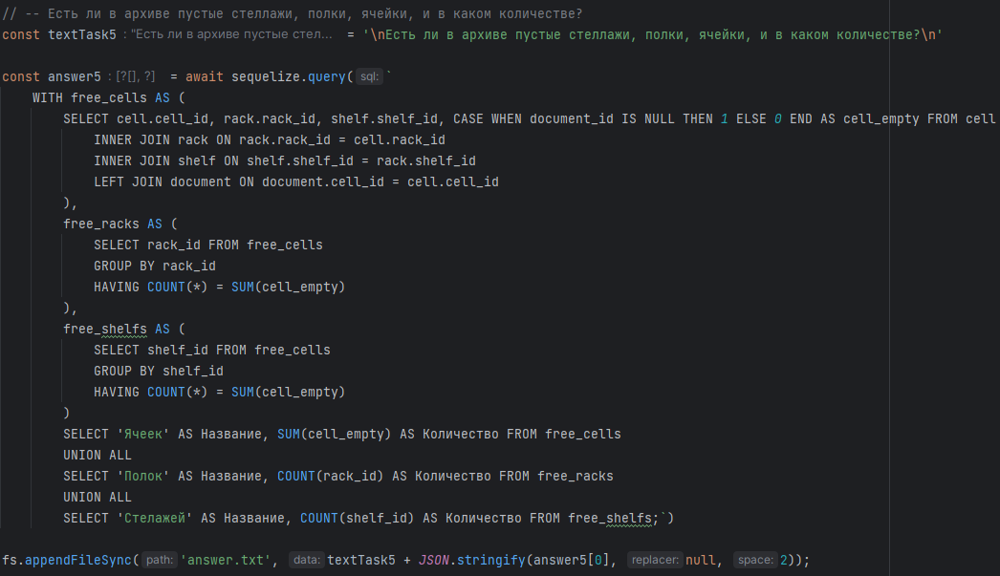 // -- Есть ли в архиве пустые стеллажи, полки, ячейки, и в каком количестве?
const textTask5 : "Есть ли в архиве пустые стел... = '\nЕсть ли в архиве пустые стеллажи, полки, ячейки, и в каком количестве?\n'
const answer5 : [?[], ?] = await sequelize.query( sql: `
WITH free_cells AS (
SELECT cell.cell_id, rack.rack_id, shelf.shelf_id, CASE WHEN document_id IS NULL THEN 1 ELSE 0 END AS cell_empty FROM cell
INNER JOIN rack ON rack.rack_id = cell.rack_id
INNER JOIN shelf ON shelf.shelf_id = rack.shelf_id
LEFT JOIN document ON document.cell_id = cell.cell_id
),
free_racks AS (
SELECT rack_id FROM free_cells
GROUP BY rack_id
HAVING COUNT(*) = SUM(cell_empty)
),
free_shelfs AS (
SELECT shelf_id FROM free_cells
GROUP BY shelf_id
HAVING COUNT(*) = SUM(cell_empty)
)
SELECT 'Ячеек' AS Название, SUM(cell_empty) AS Количество FROM free_cells
UNION ALL
SELECT 'Полок' AS Название, COUNT(rack_id) AS Количество FROM free_racks
UNION ALL
SELECT 'Стелажей' AS Название, COUNT(shelf_id) AS Количество FROM free_shelfs;`)
fs.appendFileSync( path: 'answer.txt', data: textTask5 + JSON.stringify(answer5[0], replacer: null, space: 2));